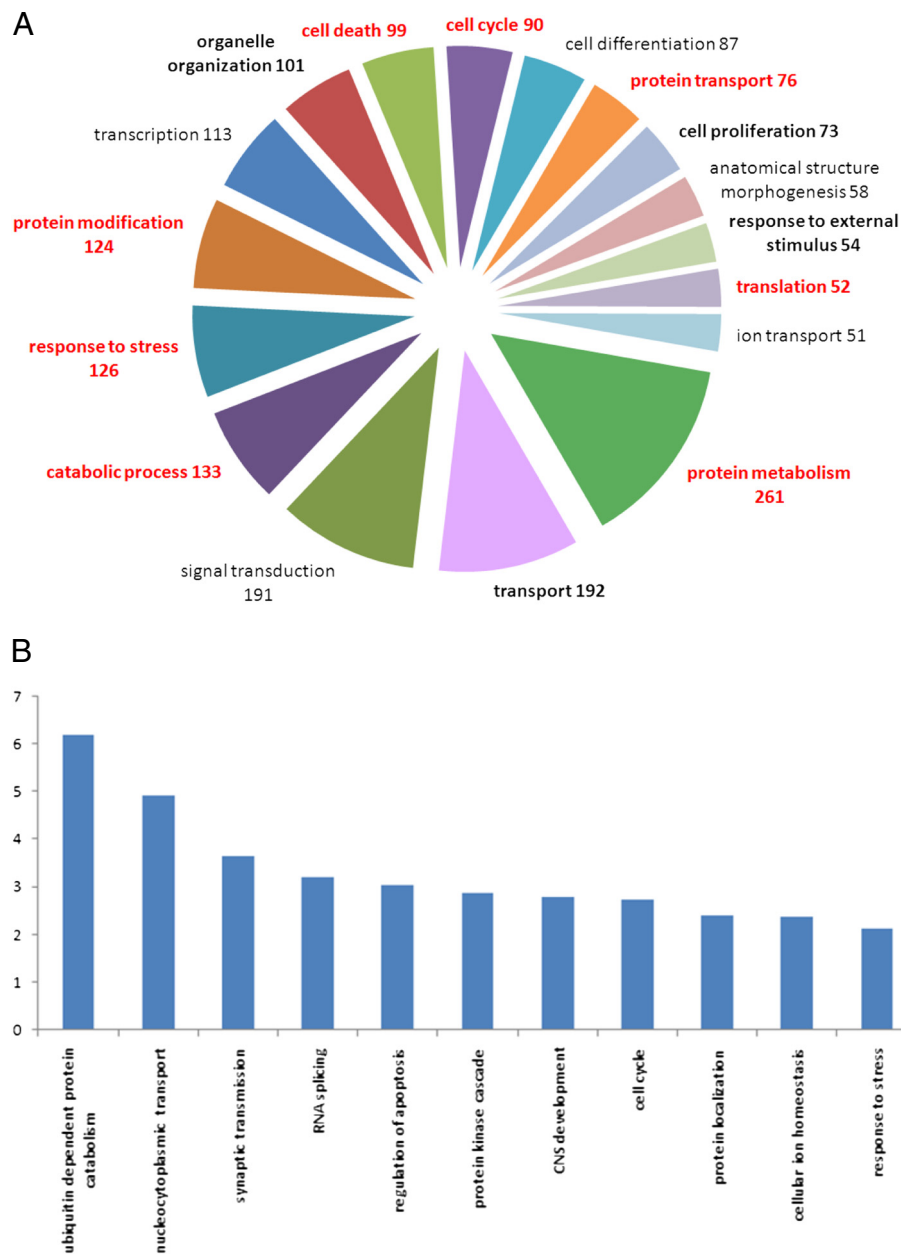 A
cell cycle 90
cell death 99
organelle
organization 101
cell differentiation 87
protein transport 76
transcription 113
cell proliferation 73
anatomical structure
morphogenesis 58
protein modification
124
response to external
stimulus 54
translation 52
response to stress
126
ion transport 51
catabolic process 133
protein metabolism
261
signal transduction
191
transport 192
B
7
6
5
4
3
2
1
0
ubiquitin dependent protein
catabolism
nucleocytoplasmic transport
synaptic transmission
RNA splicing
regulation of apoptosis
protein kinase cascade
CNS development
cell cycle
protein localization
cellular ion homeostasis
response to stress